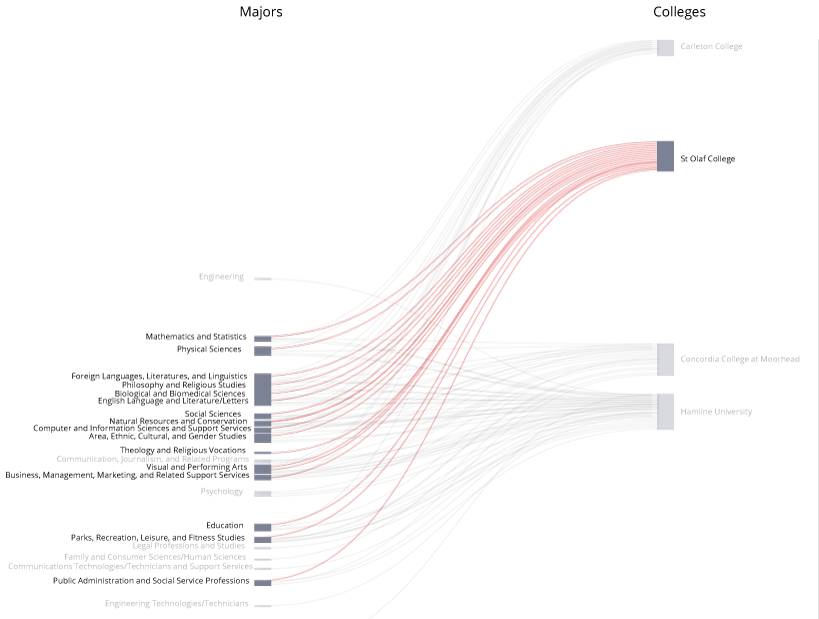 Majors
Colleges
Carleton College
St Olaf College
Engineering
Mathematics and Statistics
Physical Sciences
Concordia College at Moorhead
Foreign Languages, Literatures, and Linguistics
Philosophy and Religious Studies
Biological and Biomedical Sciences
English Language and Literature/Letters
Hamline University
Social Sciences
Natural Resources and Conservation
Computer and Information Sciences and Support Services
Area, Ethnic, Cultural, and Gender Studies
Theology and Religious Vocations
Communication, Journalism, and Related Programs
Visual and Performing Arts
Business, Management, Marketing, and Related Support Services
Psychology
Education
Parks, Recreation, Leisure, and Fitness Studies
Legal Professions and Studies
Family and Consumer Sciences/Human Sciences
Communications Technologies/Technicians and Support Services
Public Administration and Social Service Professions
Engineering Technologies/Technicians